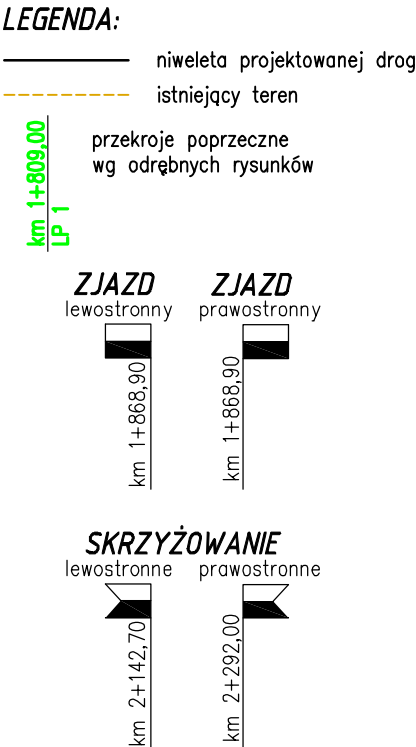 LEGENDA:
niweleta projektowanej drog
istniejący teren
km 1+809,00
LP 1
przekroje poprzeczne
wg odrębnych rysunków
ZJAZD ZJAZD
lewostronny prawostronny
km 1+868,90 km 1+868,90
SKRZYŻOWANIE
lewostronne prawostronne
km 2+142,70 km 2+292,00